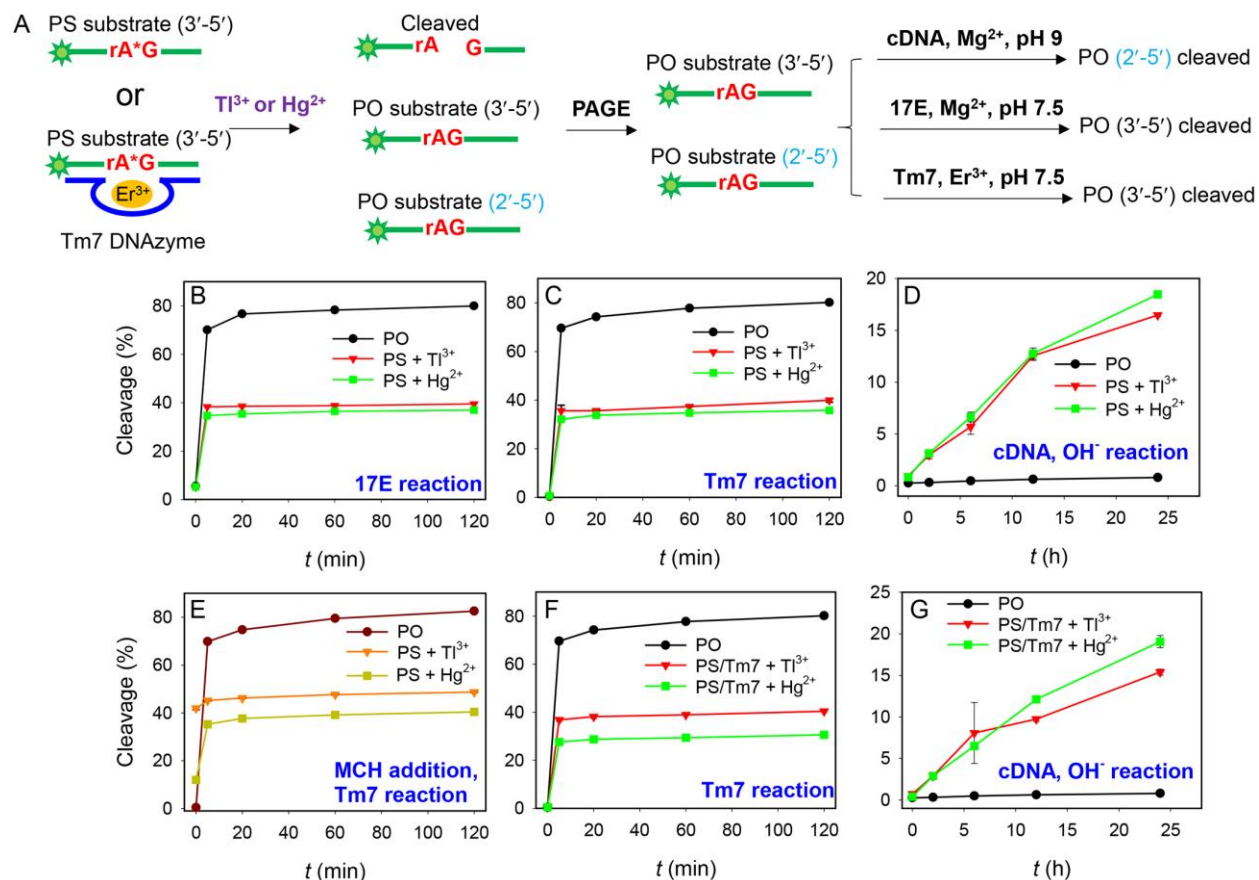 A
PS substrate (3′-5′)
rA*G
or
PS substrate (3′-5′)
rA*G
Er³⁺
Tm7 DNAzyme
Tl³⁺ or Hg²⁺
Cleaved
rA G
PO substrate (3′-5′)
rAG
PO substrate (2′-5′)
rAG
PAGE
PO substrate (3′-5′)
rAG
PO substrate (2′-5′)
rAG
cDNA, Mg²⁺, pH 9
PO (2′-5′) cleaved
17E, Mg²⁺, pH 7.5
PO (3′-5′) cleaved
Tm7, Er³⁺, pH 7.5
PO (3′-5′) cleaved
B
Cleavage (%)
80
60
40
20
0
PO
PS + Tl³⁺
PS + Hg²⁺
17E reaction
0 20 40 60 80 100 120
t (min)
C
80
60
40
20
0
PO
PS + Tl³⁺
PS + Hg²⁺
Tm7 reaction
0 20 40 60 80 100 120
t (min)
D
20
15
10
5
0
PO
PS + Tl³⁺
PS + Hg²⁺
cDNA, OH⁻ reaction
0 5 10 15 20 25
t (h)
E
Cleavage (%)
80
60
40
20
0
PO
PS + Tl³⁺
PS + Hg²⁺
MCH addition,
Tm7 reaction
0 20 40 60 80 100 120
t (min)
F
80
60
40
20
0
PO
PS/Tm7 + Tl³⁺
PS/Tm7 + Hg²⁺
Tm7 reaction
0 20 40 60 80 100 120
t (min)
G
25
20
15
10
5
0
PO
PS/Tm7 + Tl³⁺
PS/Tm7 + Hg²⁺
cDNA, OH⁻ reaction
0 5 10 15 20 25
t (h)